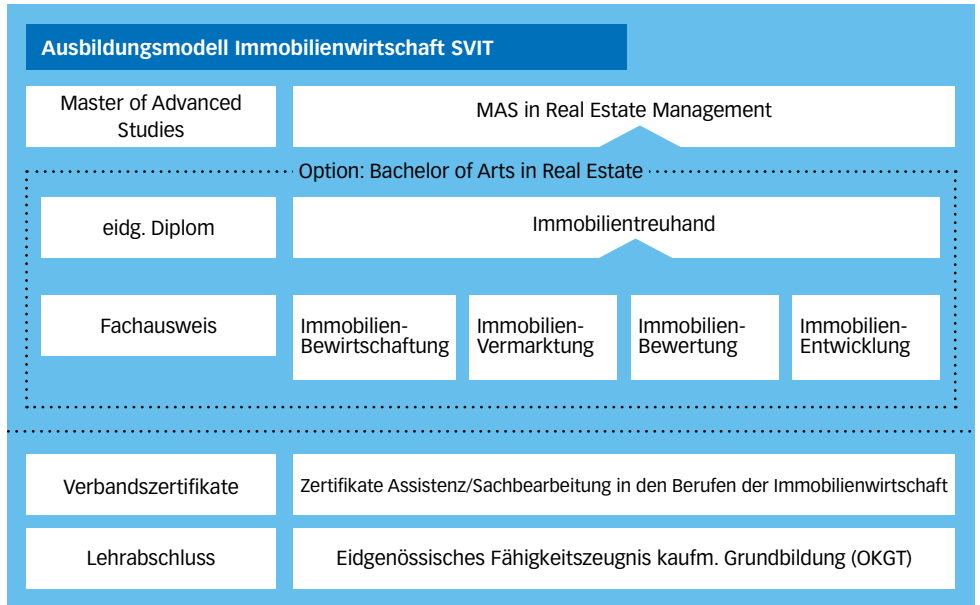 Ausbildungsmodell Immobilienwirtschaft SVIT
Master of Advanced
Studies
MAS in Real Estate Management
Option: Bachelor of Arts in Real Estate
eidg. Diplom
Immobilientreuhand
Fachausweis
Immobilien-
Bewirtschaftung
Immobilien-
Vermarktung
Immobilien-
Bewertung
Immobilien-
Entwicklung
Verbandszertifikate
Zertifikate Assistenz/Sachbearbeitung in den Berufen der Immobilienwirtschaft
Lehrabschluss
Eidgenössisches Fähigkeitszeugnis kaufm. Grundbildung (OKGT)